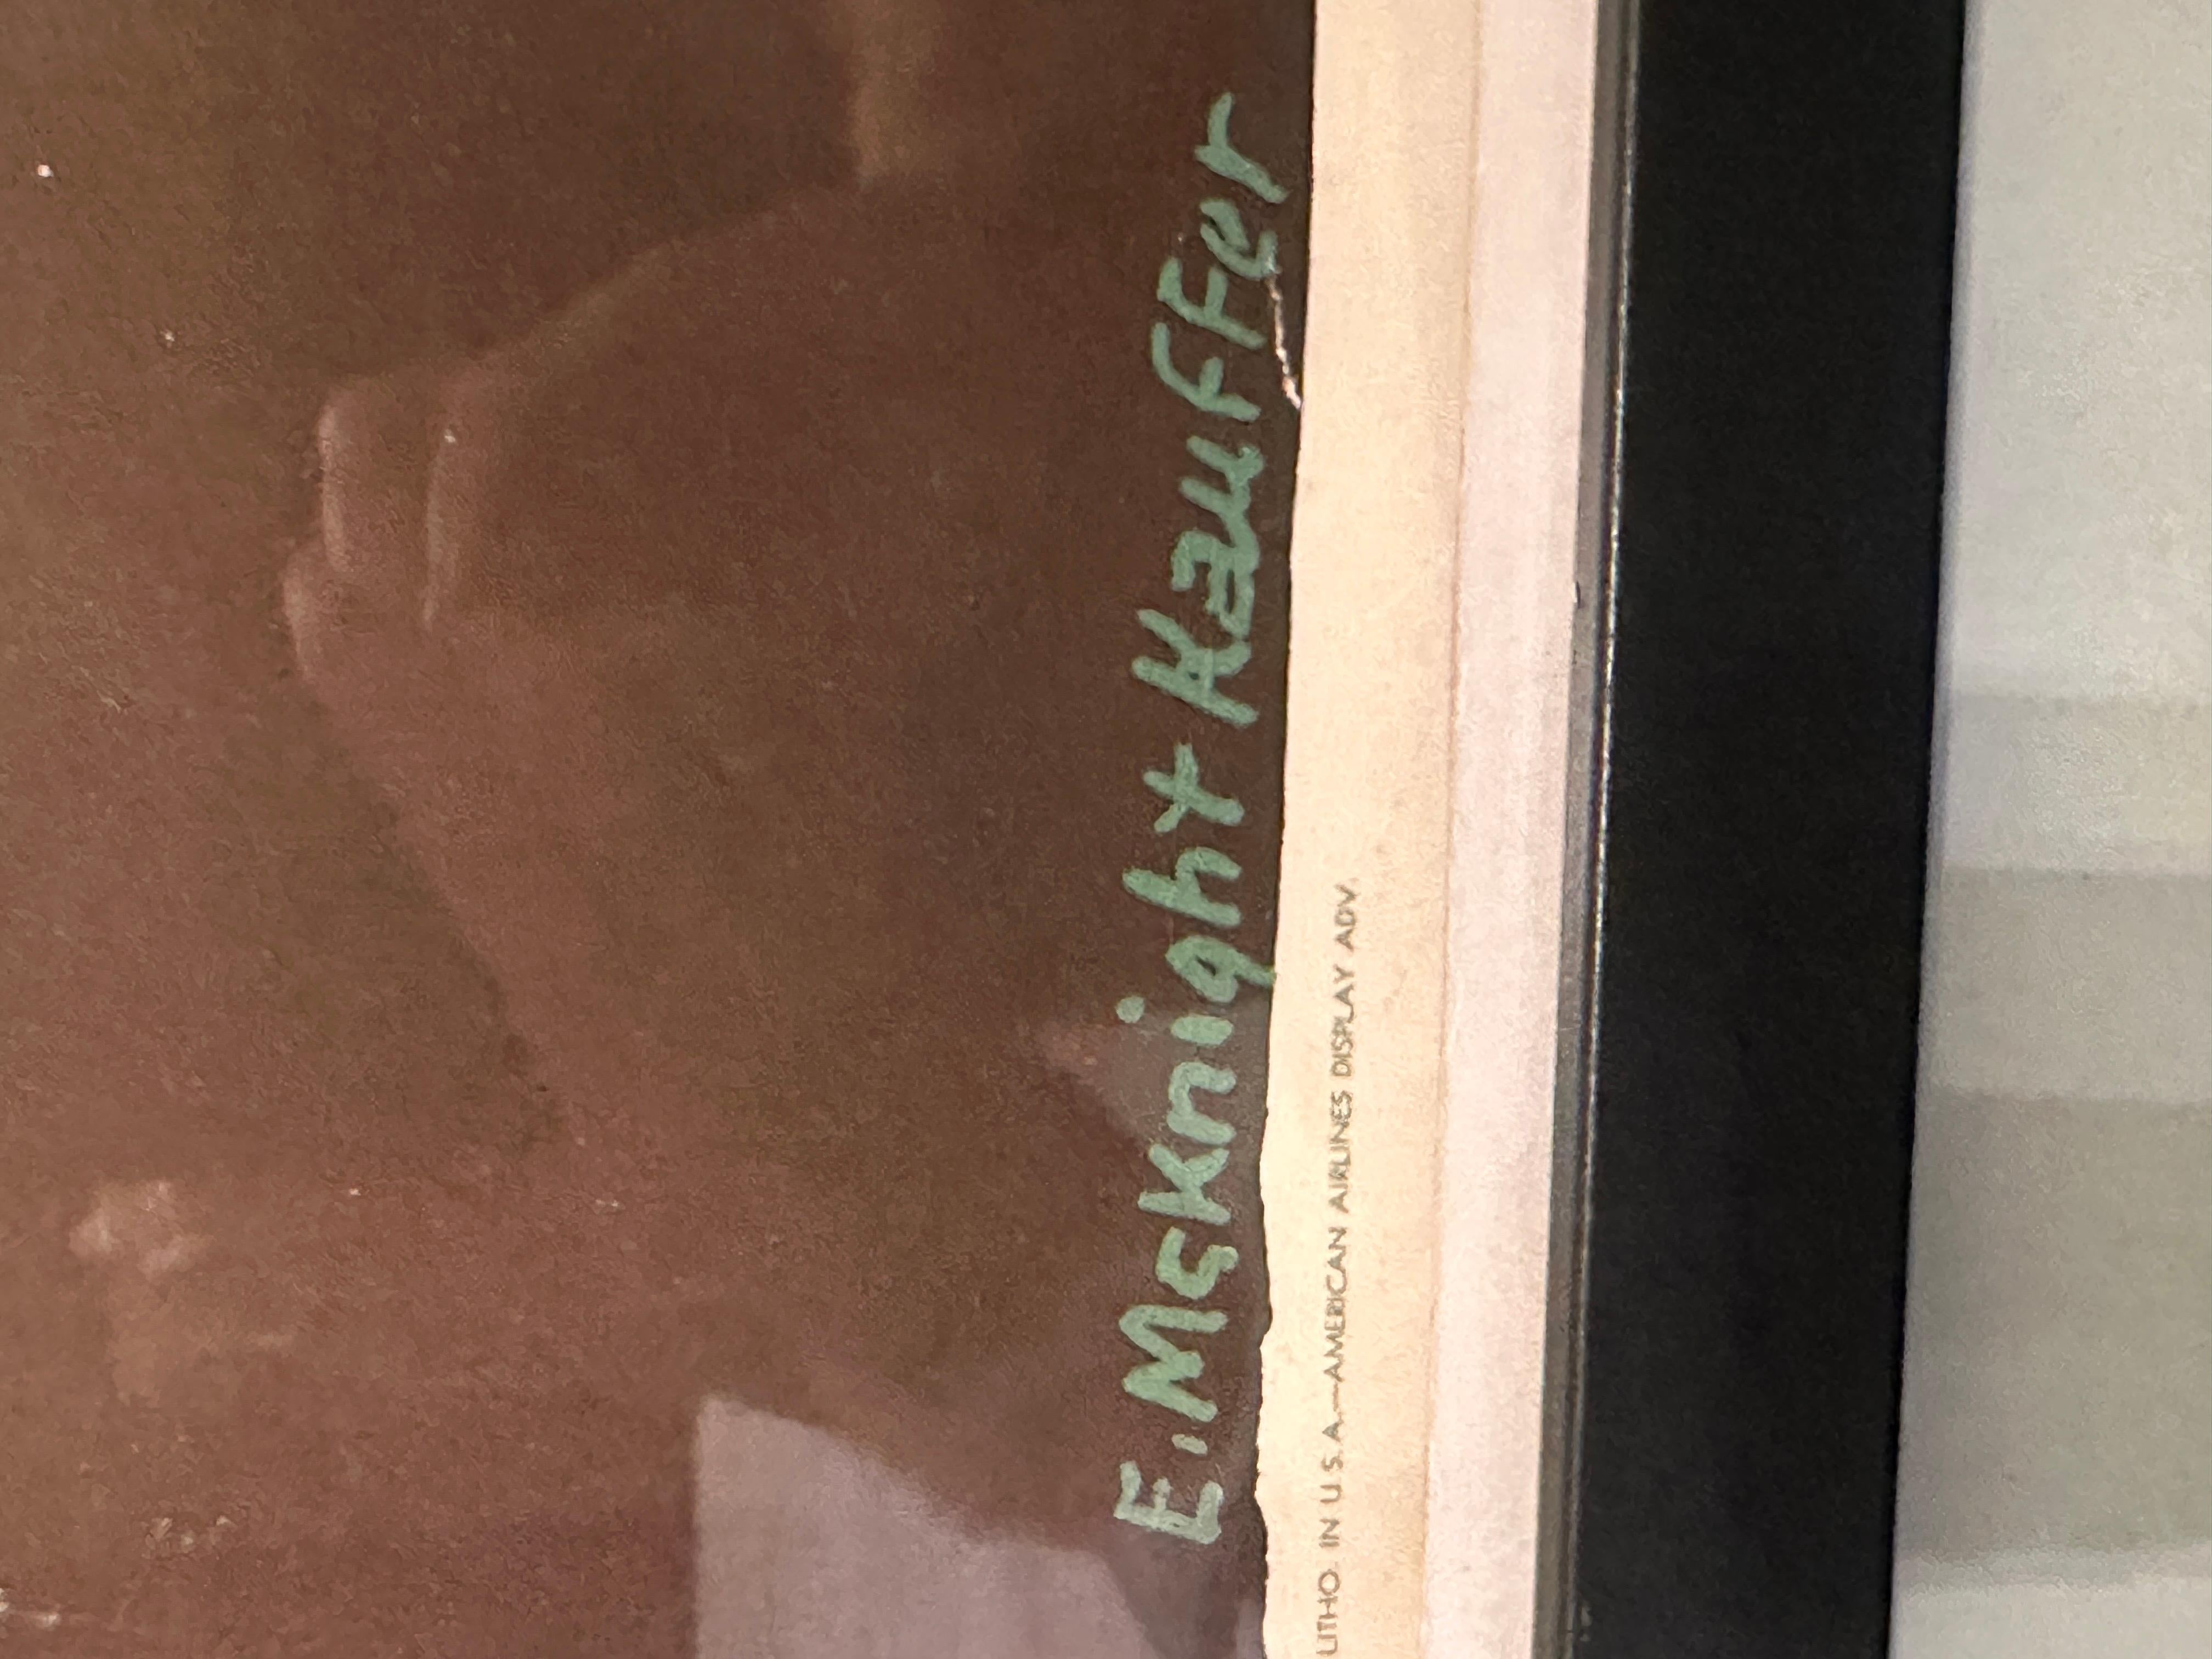 E. McKnight Kauffer
LITHO. IN U.S.A.—AMERICAN AIRLINES DISPLAY ADV.